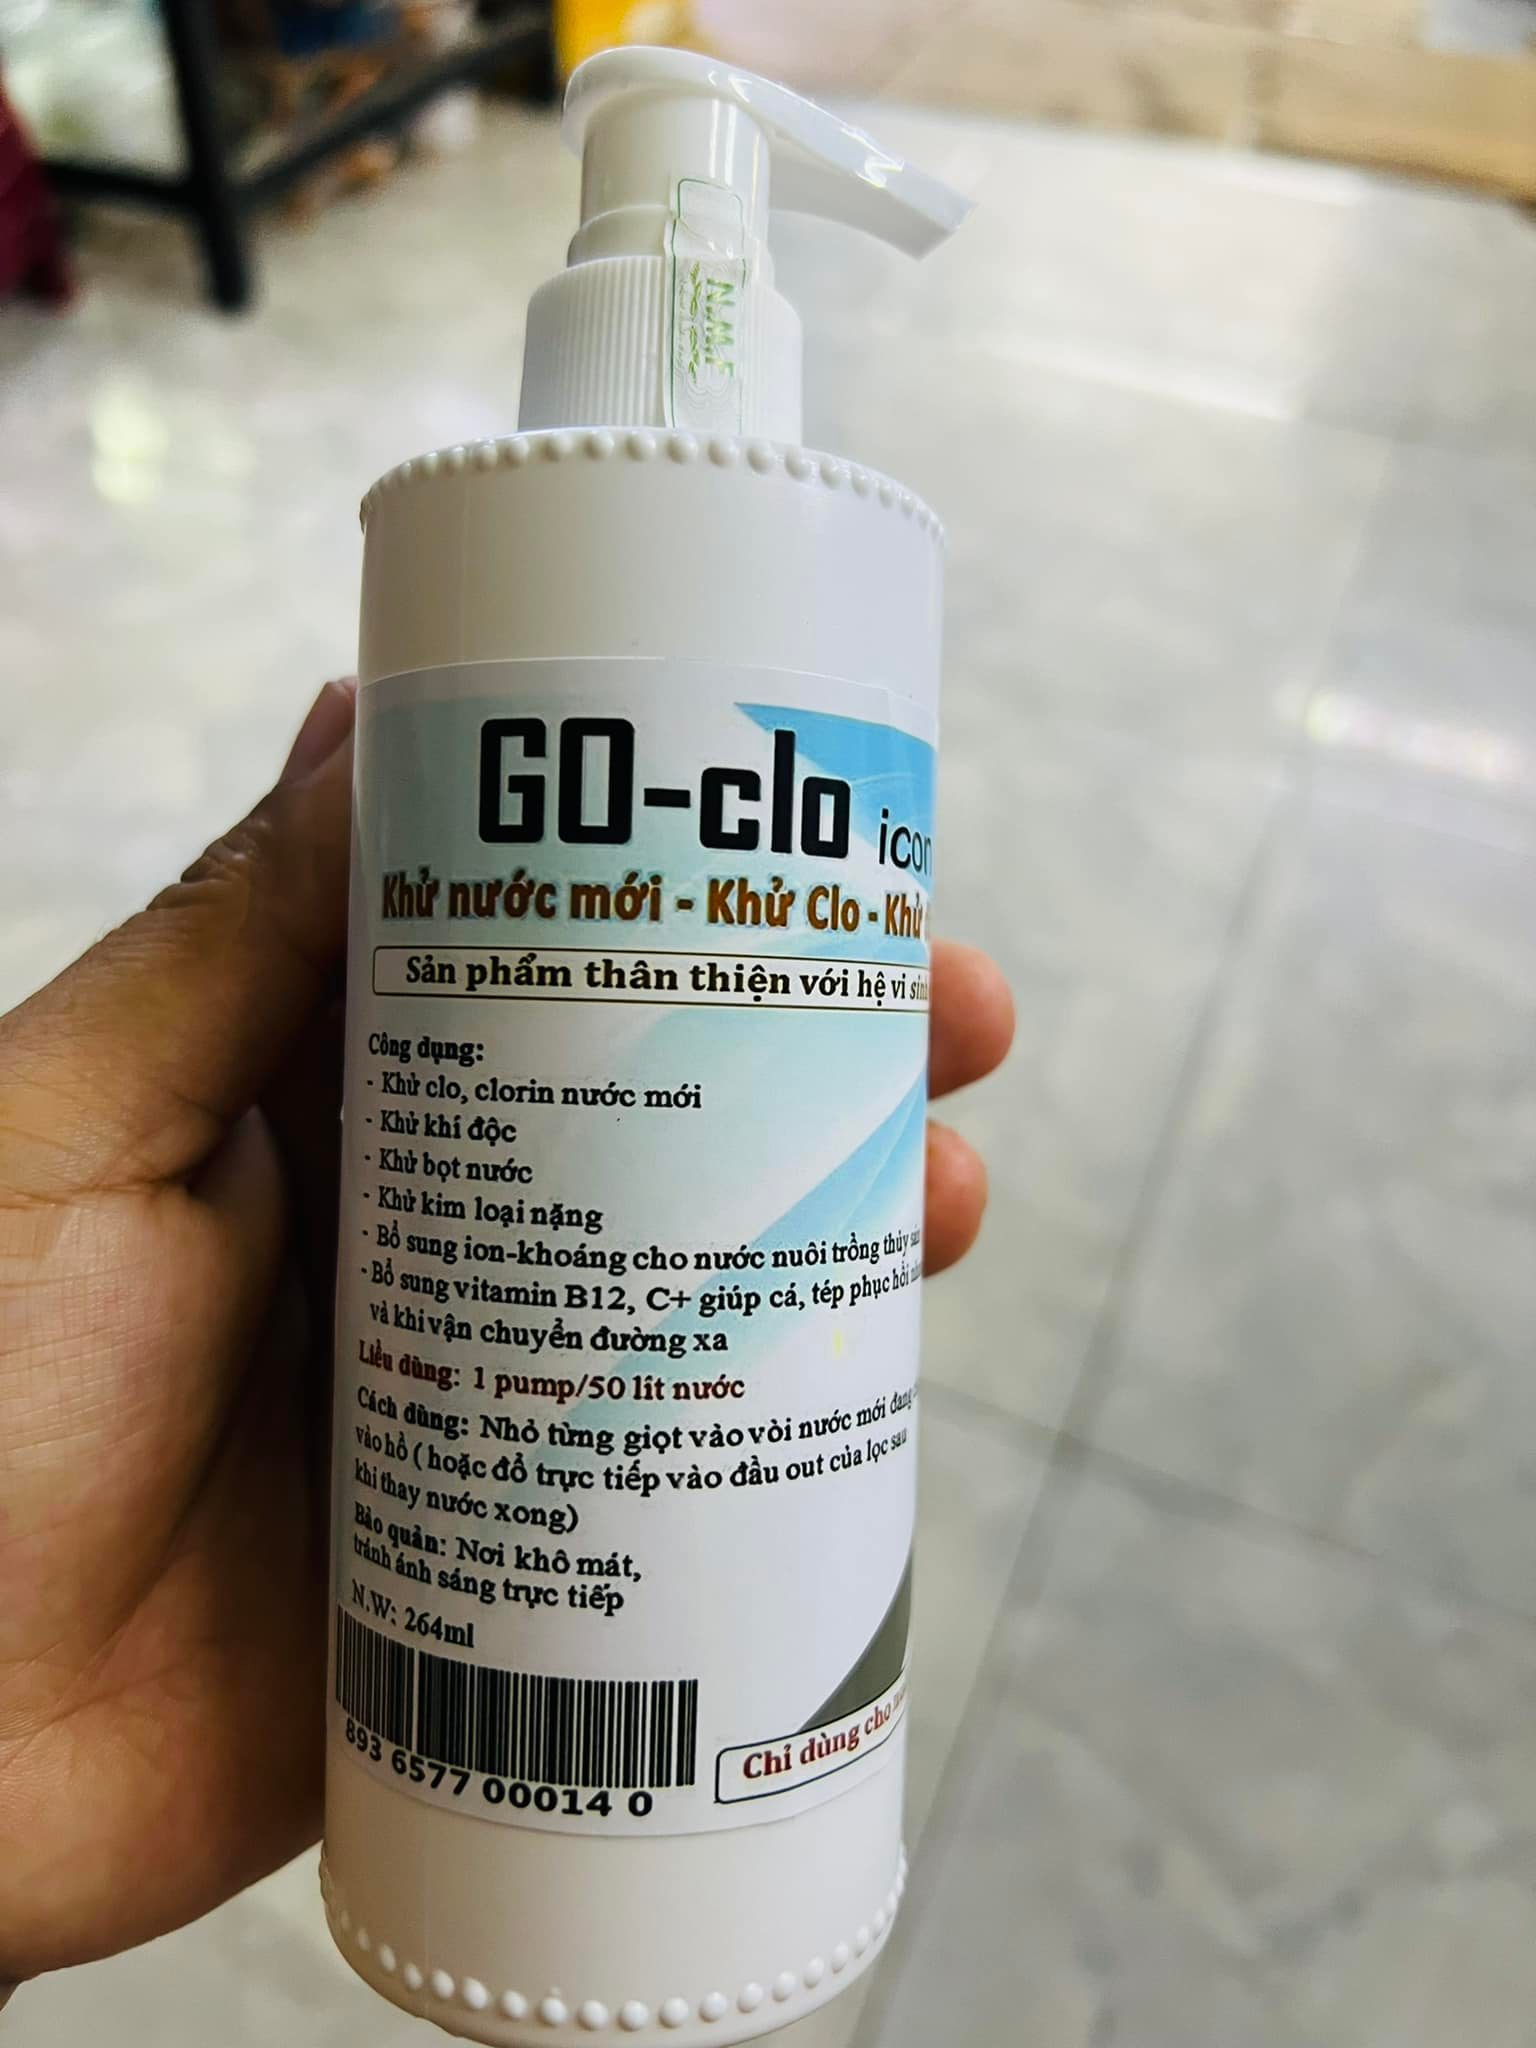 N.M.F
GO-clo
Khử nước mới - Khử Clo - Khử
Sản phẩm thân thiện với hệ vi sinh
Công dụng:
- Khử clo, clorin nước mới
- Khử khí độc
- Khử bọt nước
- Khử kim loại nặng
- Bổ sung ion-khoáng cho nước nuôi trồng thủy sản
- Bổ sung vitamin B12, C+ giúp cá, tép phục hồi
và khi vận chuyển đường xa
Liều dùng: 1 pump/50 lít nước
Cách dùng: Nhỏ từng giọt vào vòi nước mới đang
vào hồ ( hoặc đổ trực tiếp vào đầu out của lọc sau
khi thay nước xong)
Bảo quản: Nơi khô mát,
tránh ánh sáng trực tiếp
N.W: 264ml
893 6577 00014 0
Chỉ dùng cho